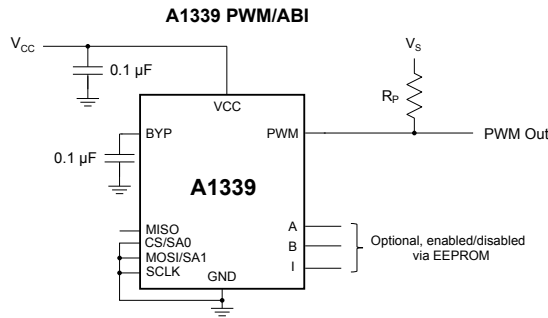 A1339 PWM/ABI
VCC
VS
0.1 µF
RP
VCC
BYP
PWM
PWM Out
0.1 µF
A1339
MISO
CS/SA0
MOSI/SA1
SCLK
GND
A
B
I
Optional, enabled/disabled
via EEPROM